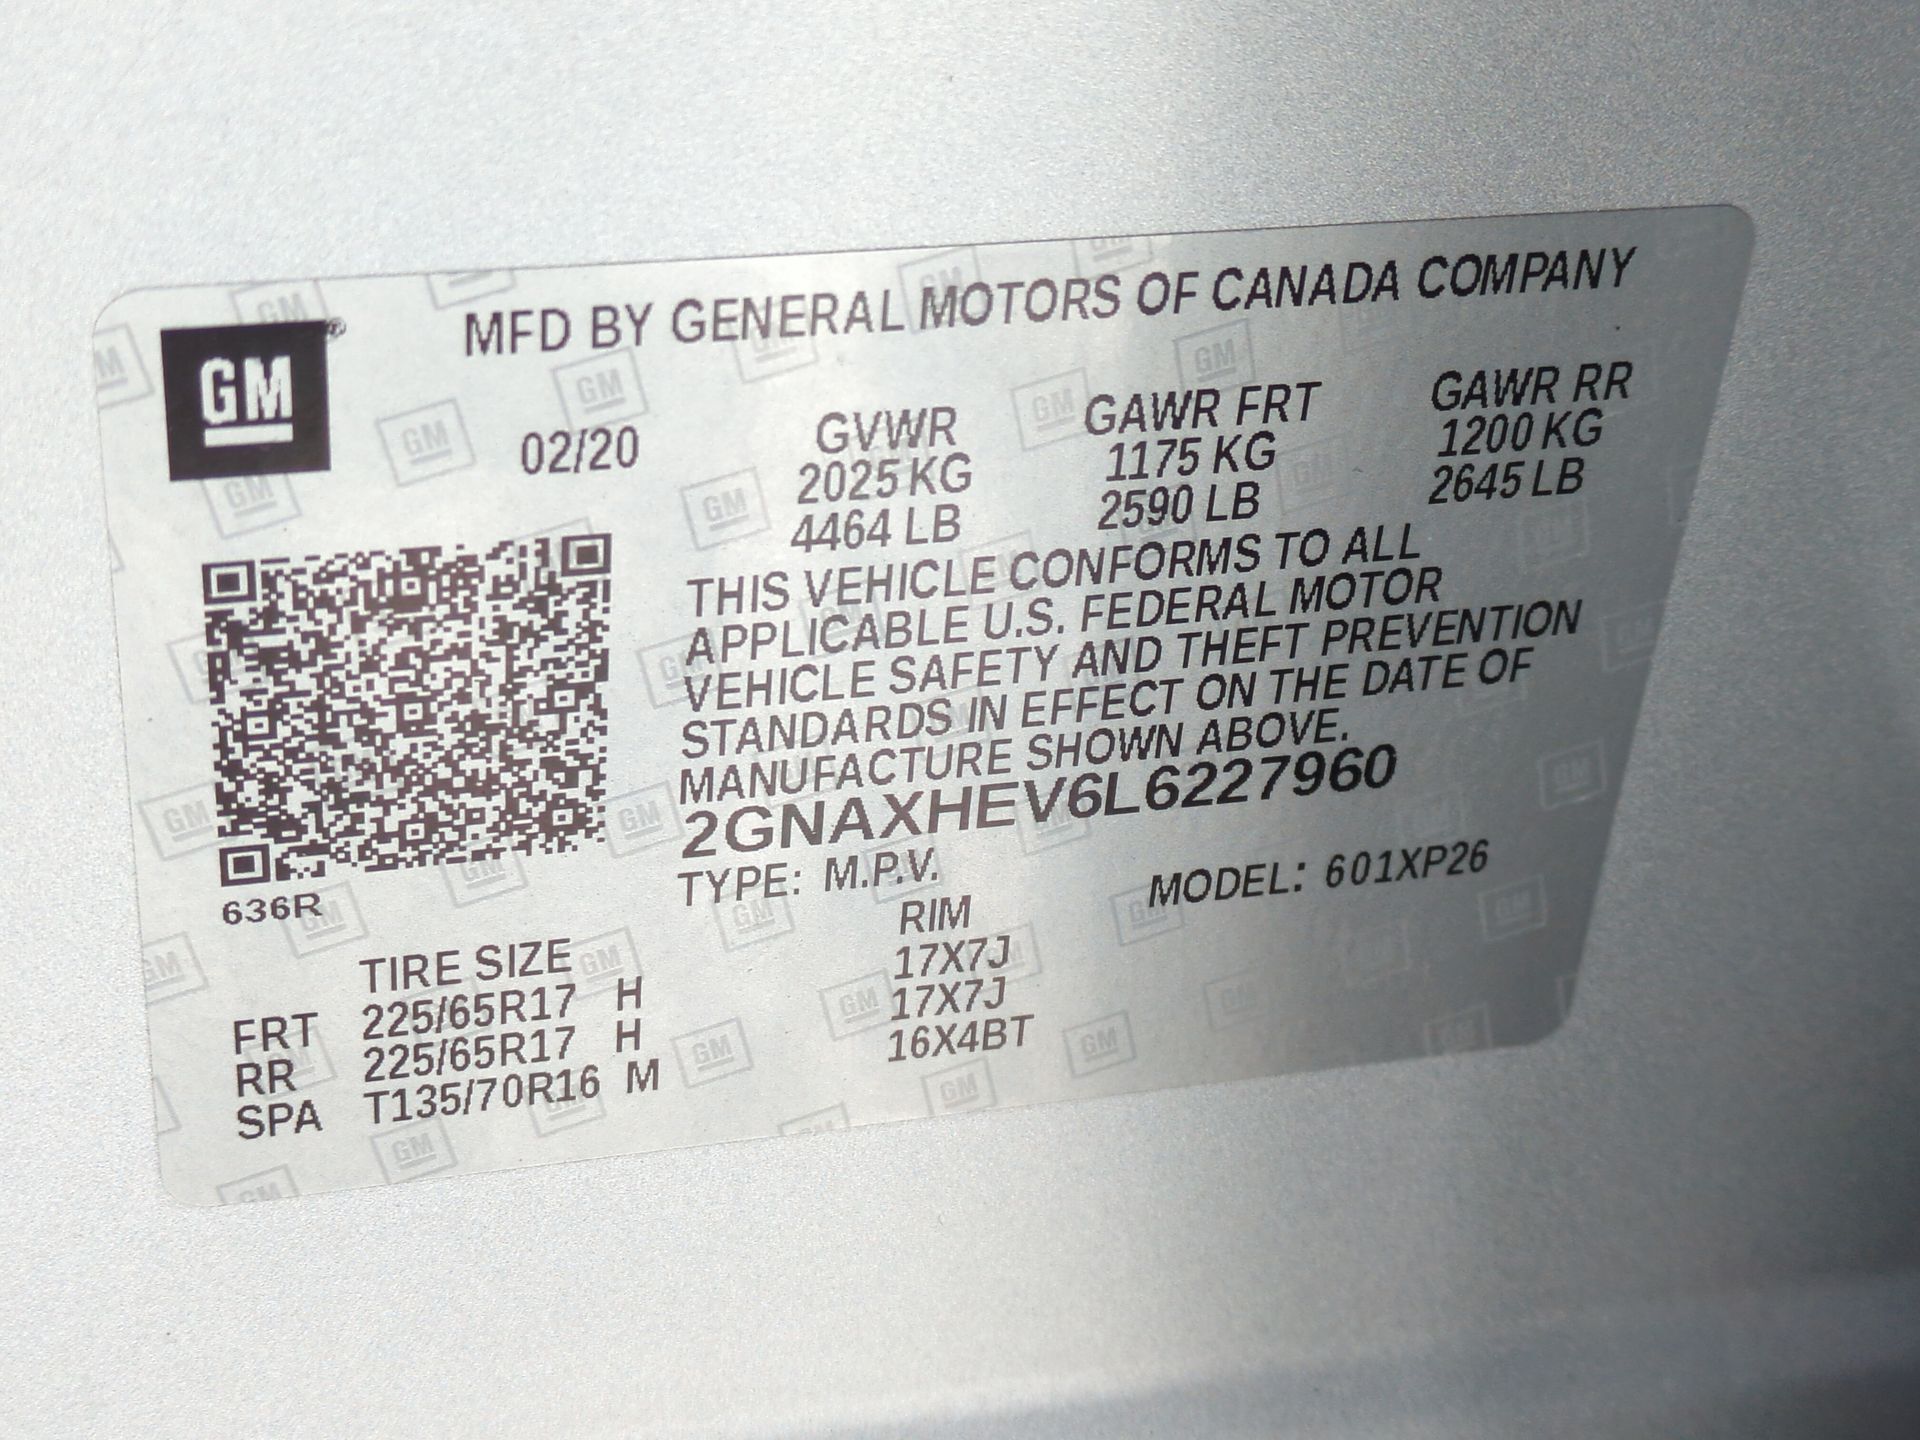 MFD BY GENERAL MOTORS OF CANADA COMPANY
GM ®
02/20
GVWR GAWR FRT GAWR RR
2025 KG 1175 KG 1200 KG
4464 LB 2590 LB 2645 LB
THIS VEHICLE CONFORMS TO ALL
APPLICABLE U.S. FEDERAL MOTOR
VEHICLE SAFETY AND THEFT PREVENTION
STANDARDS IN EFFECT ON THE DATE OF
MANUFACTURE SHOWN ABOVE.
2GNAXHEV6L6227960
TYPE: M.P.V. MODEL: 601XP26
636R
TIRE SIZE RIM
FRT 225/65R17 H 17X7J
RR 225/65R17 H 17X7J
SPA T135/70R16 M 16X4BT